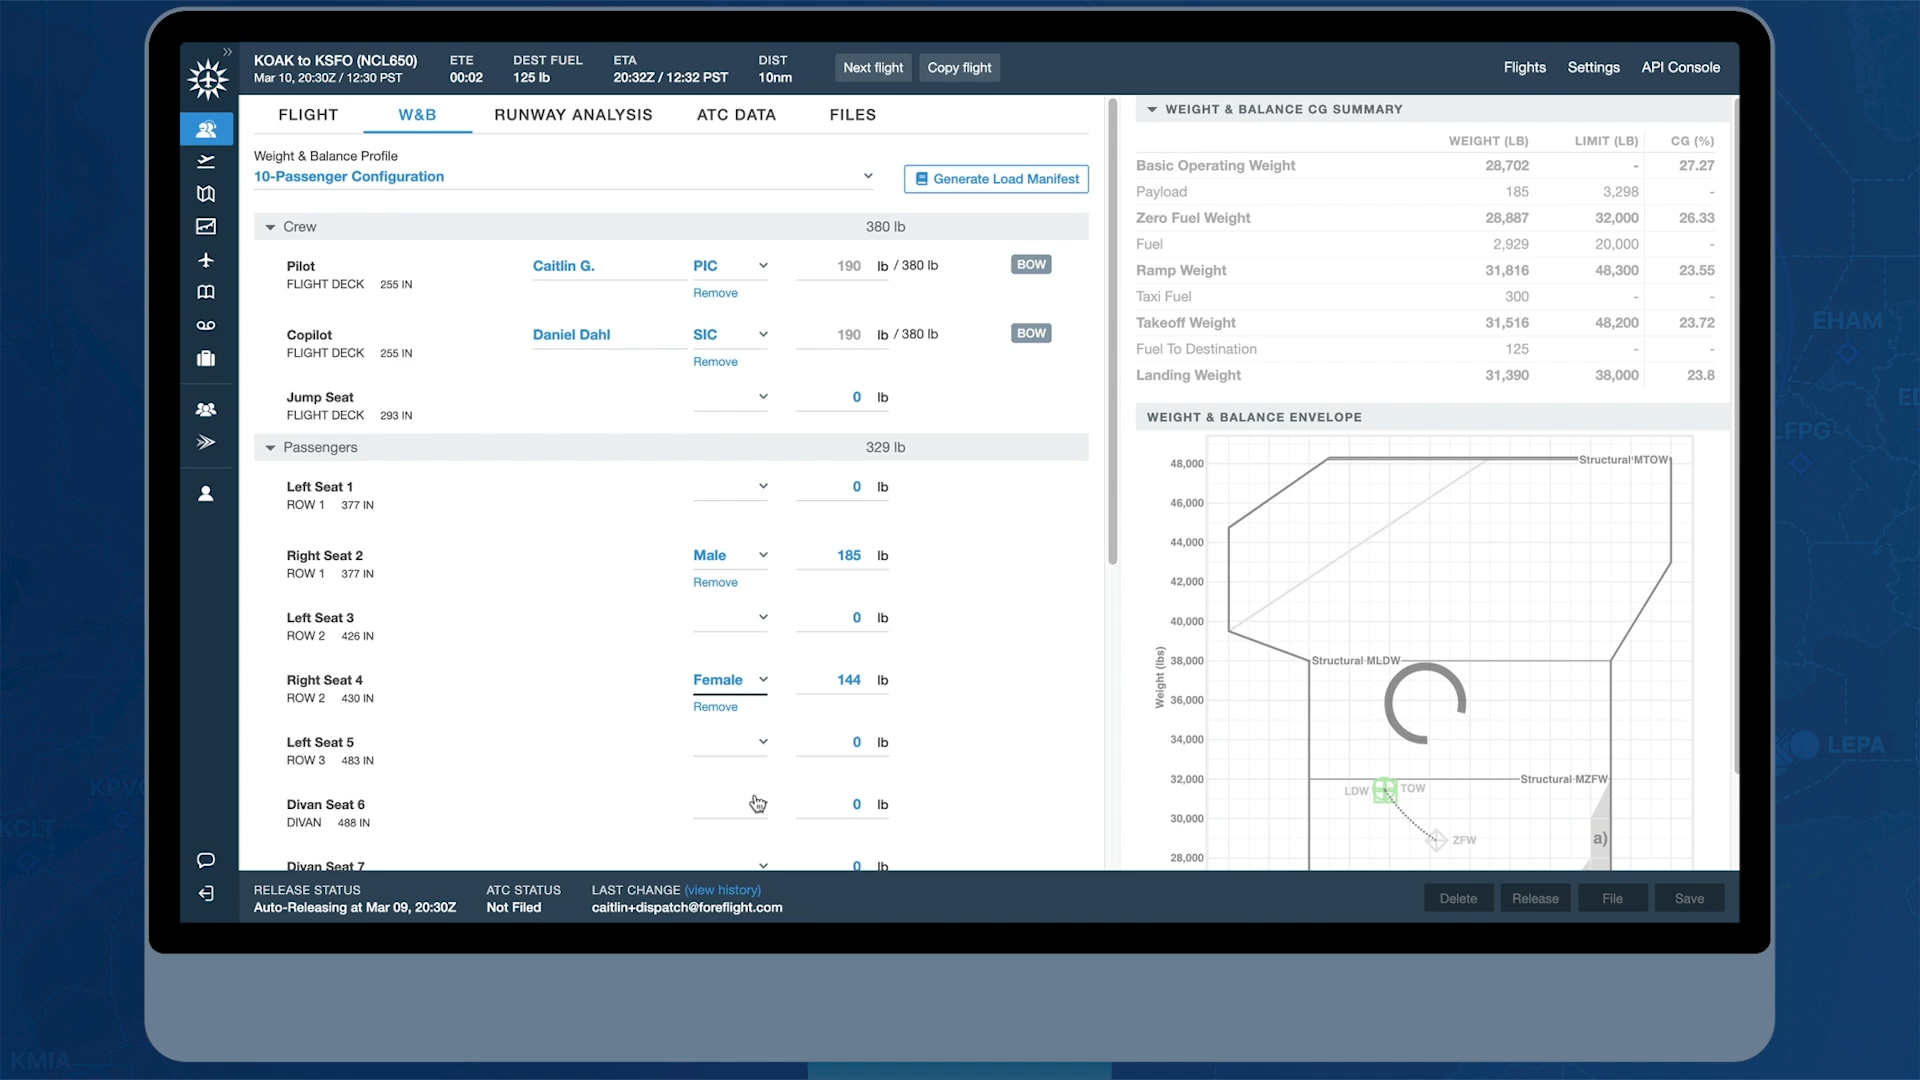 KOAK to KSFO (NCL650)
Mar 10, 20:30Z / 12:30 PST
ETE
00:02
DEST FUEL
125 lb
ETA
20:32Z / 12:32 PST
DIST
10nm
Next flight
Copy flight
Flights
Settings
API Console
FLIGHT
W&B
RUNWAY ANALYSIS
ATC DATA
FILES
Weight & Balance Profile
10-Passenger Configuration
Generate Load Manifest
Crew
380 lb
Pilot
FLIGHT DECK 255 IN
Caitlin G.
PIC
Remove
190 lb / 380 lb
BOW
Copilot
FLIGHT DECK 255 IN
Daniel Dahl
SIC
Remove
190 lb / 380 lb
BOW
Jump Seat
FLIGHT DECK 293 IN
0 lb
Passengers
329 lb
Left Seat 1
ROW 1 377 IN
0 lb
Right Seat 2
ROW 1 377 IN
Male
Remove
185 lb
Left Seat 3
ROW 2 426 IN
0 lb
Right Seat 4
ROW 2 430 IN
Female
Remove
144 lb
Left Seat 5
ROW 3 483 IN
0 lb
Divan Seat 6
DIVAN 488 IN
0 lb
Divan Seat 7
0 lb
WEIGHT & BALANCE CG SUMMARY
WEIGHT (LB) LIMIT (LB) CG (%)
Basic Operating Weight 28,702 - 27.27
Payload 185 3,298 -
Zero Fuel Weight 28,887 32,000 26.33
Fuel 2,929 20,000 -
Ramp Weight 31,816 48,300 23.55
Taxi Fuel 300 - -
Takeoff Weight 31,516 48,200 23.72
Fuel To Destination 125 - -
Landing Weight 31,390 38,000 23.8
WEIGHT & BALANCE ENVELOPE
48,000
46,000
44,000
42,000
40,000
38,000
36,000
34,000
32,000
30,000
28,000
Weight (lbs)
Structural MTOW
Structural MLDW
Structural MZFW
LDW
TOW
ZFW
a)
RELEASE STATUS
Auto-Releasing at Mar 09, 20:30Z
ATC STATUS
Not Filed
LAST CHANGE (view history)
caitlin+dispatch@foreflight.com
Delete
Release
File
Save
EHAM
LFPG
LEPA
KCLT
KMIA